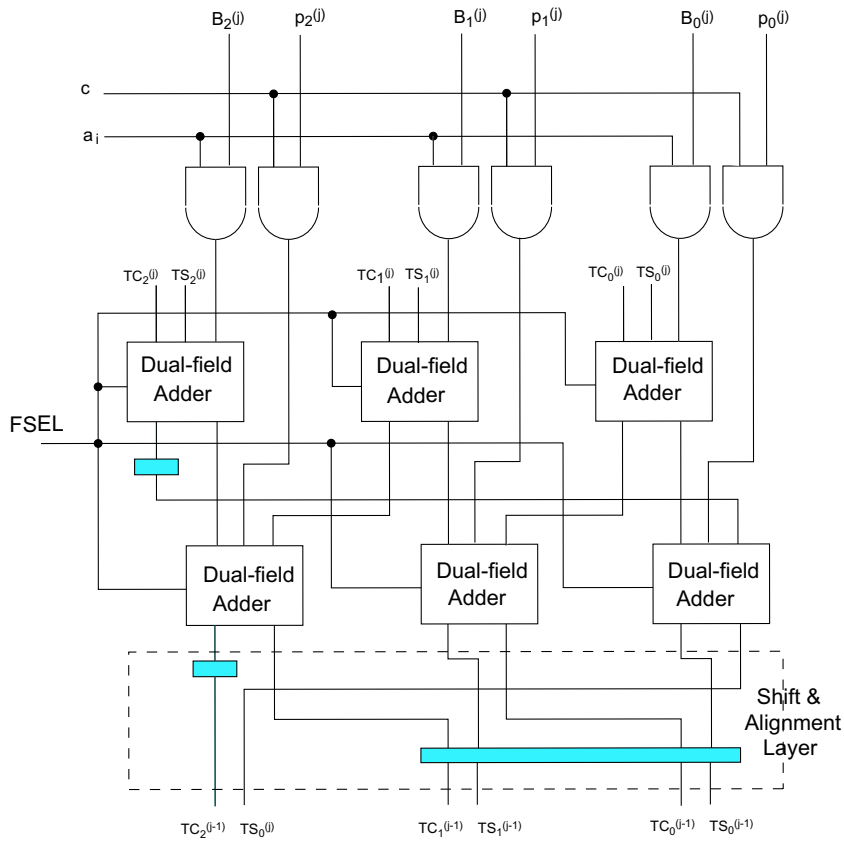 B2(j) p2(j) B1(j) p1(j) B0(j) p0(j)
c
ai
TC2(j) TS2(j) TC1(j) TS1(j) TC0(j) TS0(j)
Dual-field
Adder
Dual-field
Adder
Dual-field
Adder
FSEL
Dual-field
Adder
Dual-field
Adder
Dual-field
Adder
Shift &
Alignment
Layer
TC2(j-1) TS0(j) TC1(j-1) TS1(j-1) TC0(j-1) TS0(j-1)